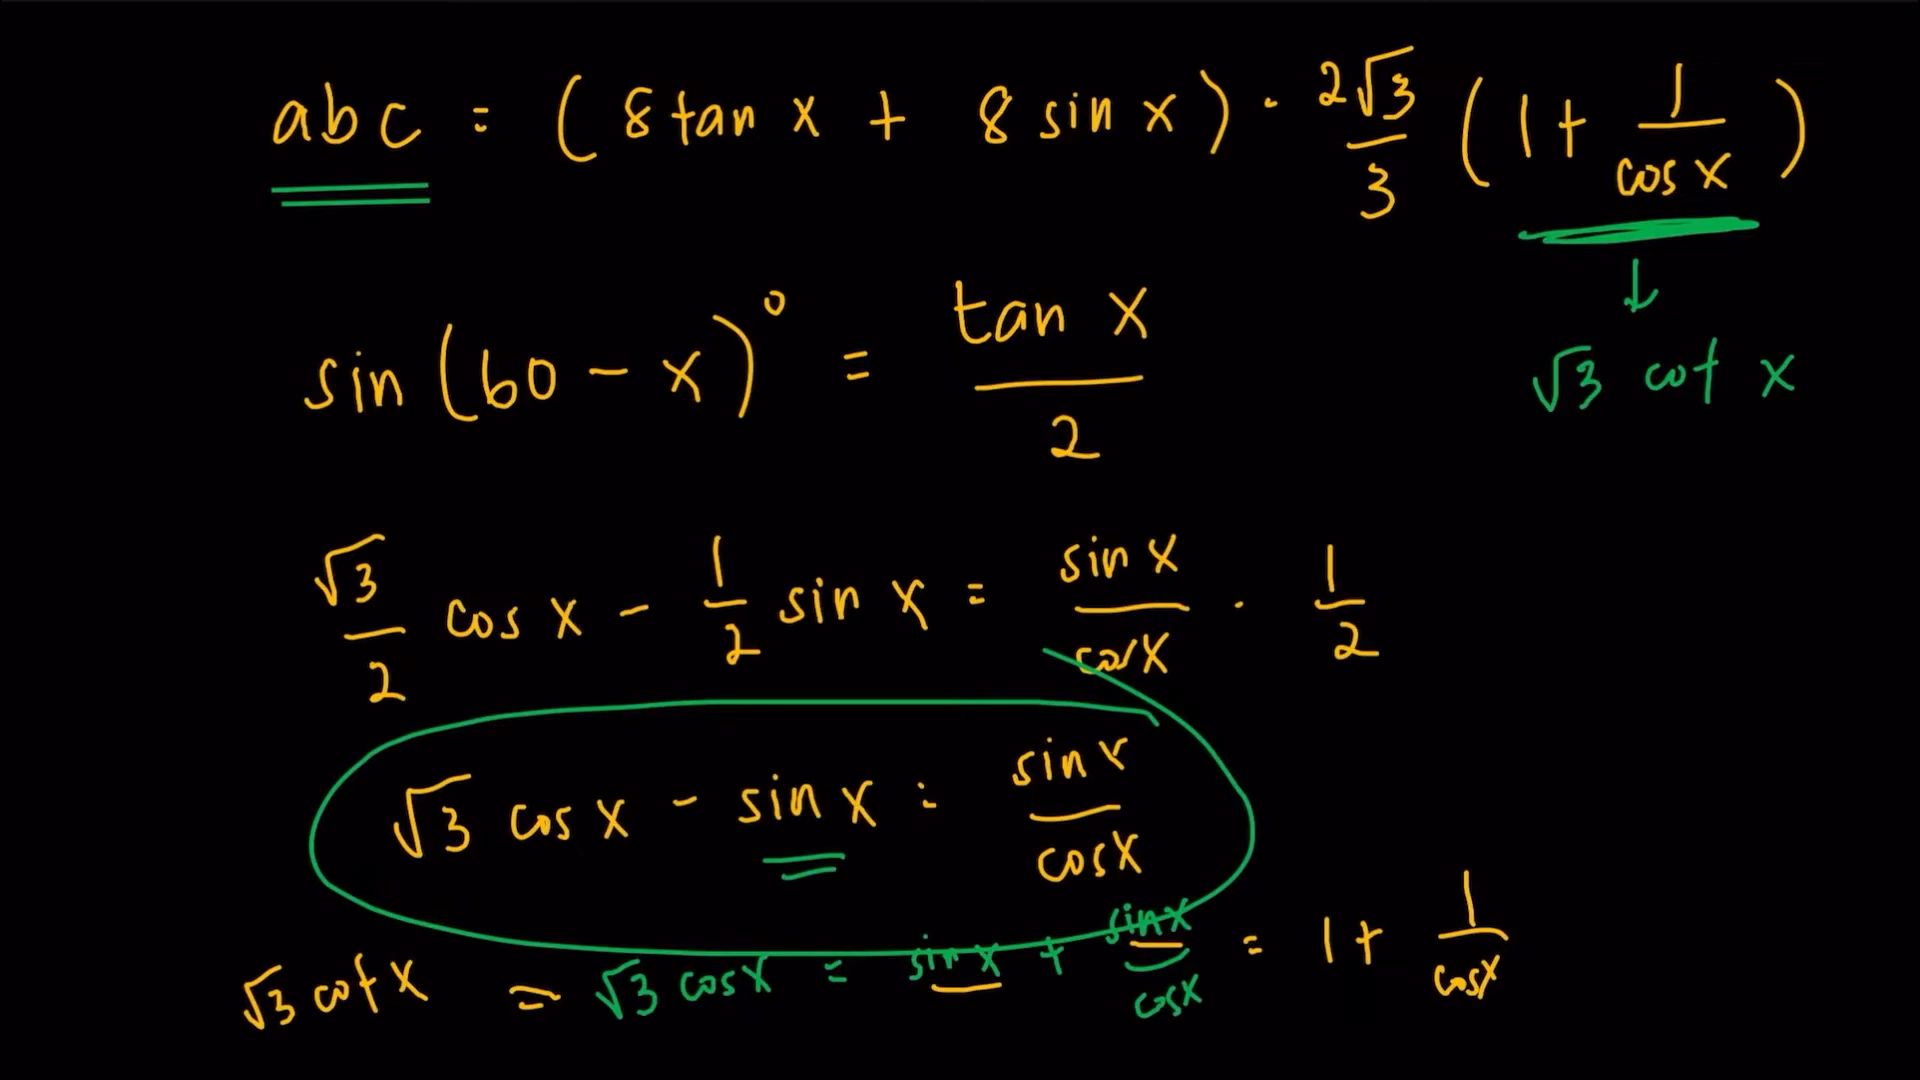 abc = (8 tan x + 8 sin x) · 2√3/3 (1 + 1/cos x)
↓
√3 cot x
sin (60 - x)° = tan x / 2
√3/2 cos x - 1/2 sin x = sin x/cos x · 1/2
√3 cos x - sin x = sin x/cos x
√3 cot x = √3 cos x = sin x + sin x/cos x = 1 + 1/cos x